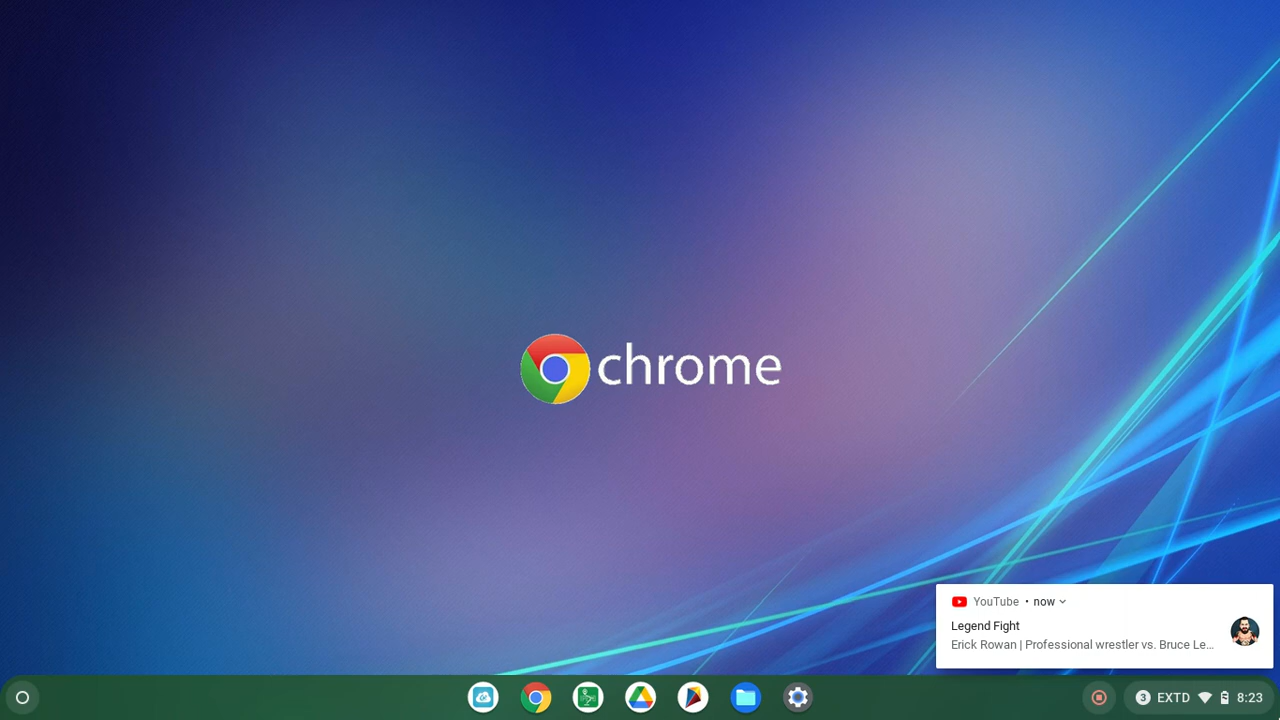 chrome
YouTube • now
Legend Fight
Erick Rowan | Professional wrestler vs. Bruce Le...
3 EXTD 8:23